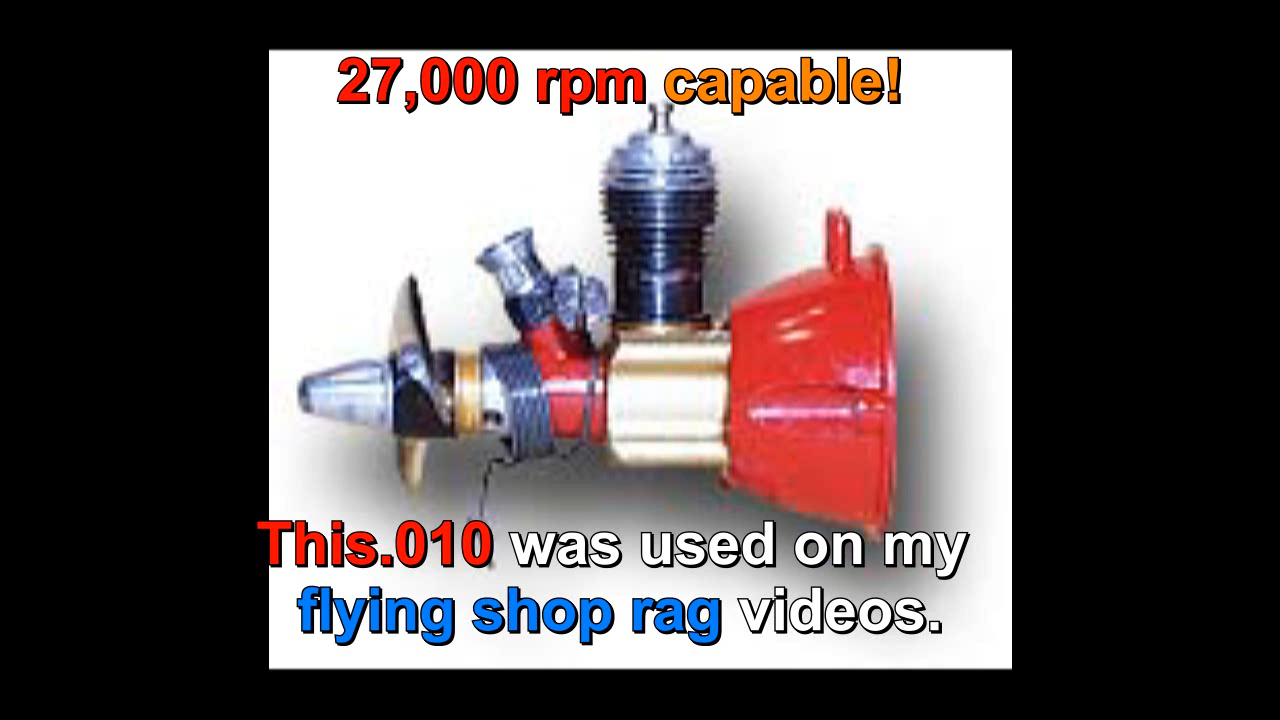 27,000 rpm capable!
This.010 was used on my
flying shop rag videos.